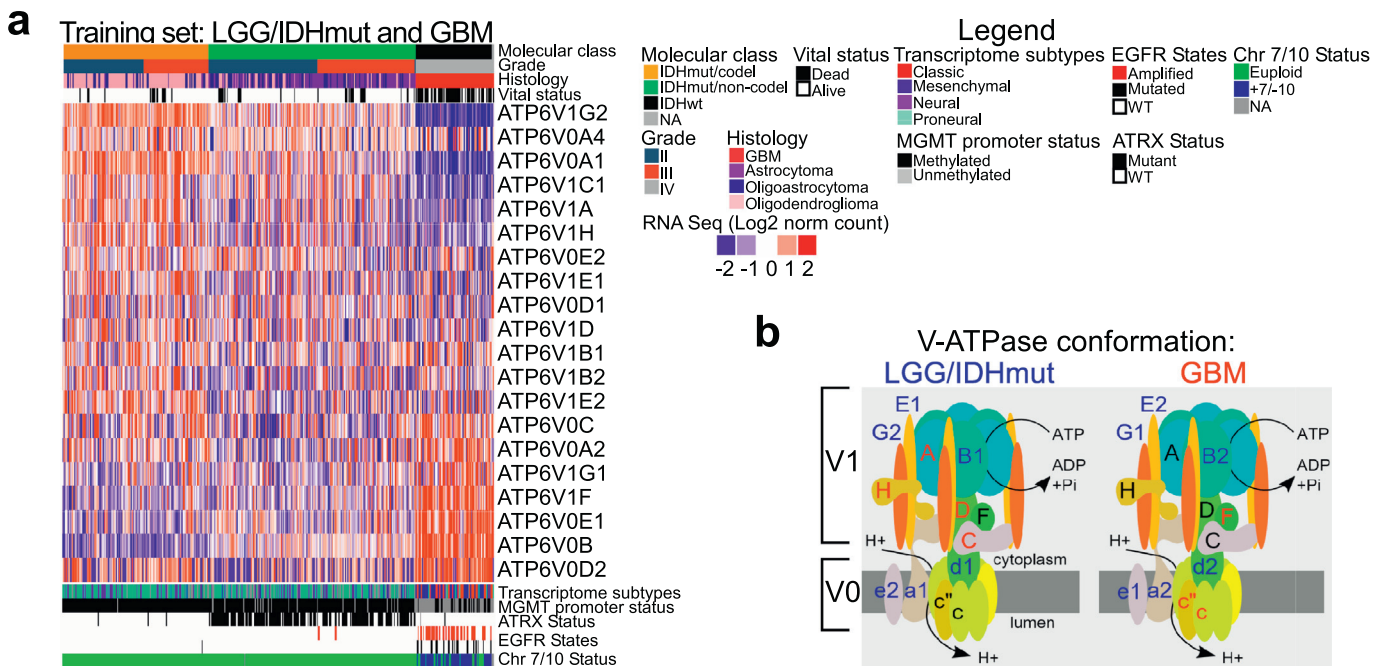 a
Training set: LGG/IDHmut and GBM
Molecular class
Grade
Histology
Vital status
ATP6V1G2
ATP6V0A4
ATP6V0A1
ATP6V1C1
ATP6V1A
ATP6V1H
ATP6V0E2
ATP6V1E1
ATP6V0D1
ATP6V1D
ATP6V1B1
ATP6V1B2
ATP6V1E2
ATP6V0C
ATP6V0A2
ATP6V1G1
ATP6V1F
ATP6V0E1
ATP6V0B
ATP6V0D2
Transcriptome subtypes
MGMT promoter status
ATRX Status
EGFR States
Chr 7/10 Status
Legend
Molecular class
IDHmut/codel
IDHmut/non-codel
IDHwt
NA
Vital status
Dead
Alive
Transcriptome subtypes
Classic
Mesenchymal
Neural
Proneural
EGFR States
Amplified
Mutated
WT
Chr 7/10 Status
Euploid
+7/-10
NA
Grade
II
III
IV
Histology
GBM
Astrocytoma
Oligoastrocytoma
Oligodendroglioma
MGMT promoter status
Methylated
Unmethylated
ATRX Status
Mutant
WT
RNA Seq (Log2 norm count)
-2 -1 0 1 2
b
V-ATPase conformation:
LGG/IDHmut
GBM
V1
V0
E1
G2
A
B1
H
D
F
C
ATP
ADP
+Pi
H+
cytoplasm
d1
e2
a1
c"
c
lumen
H+
E2
G1
A
B2
H
D
F
C
ATP
ADP
+Pi
H+
d2
e1
a2
c"
c
H+